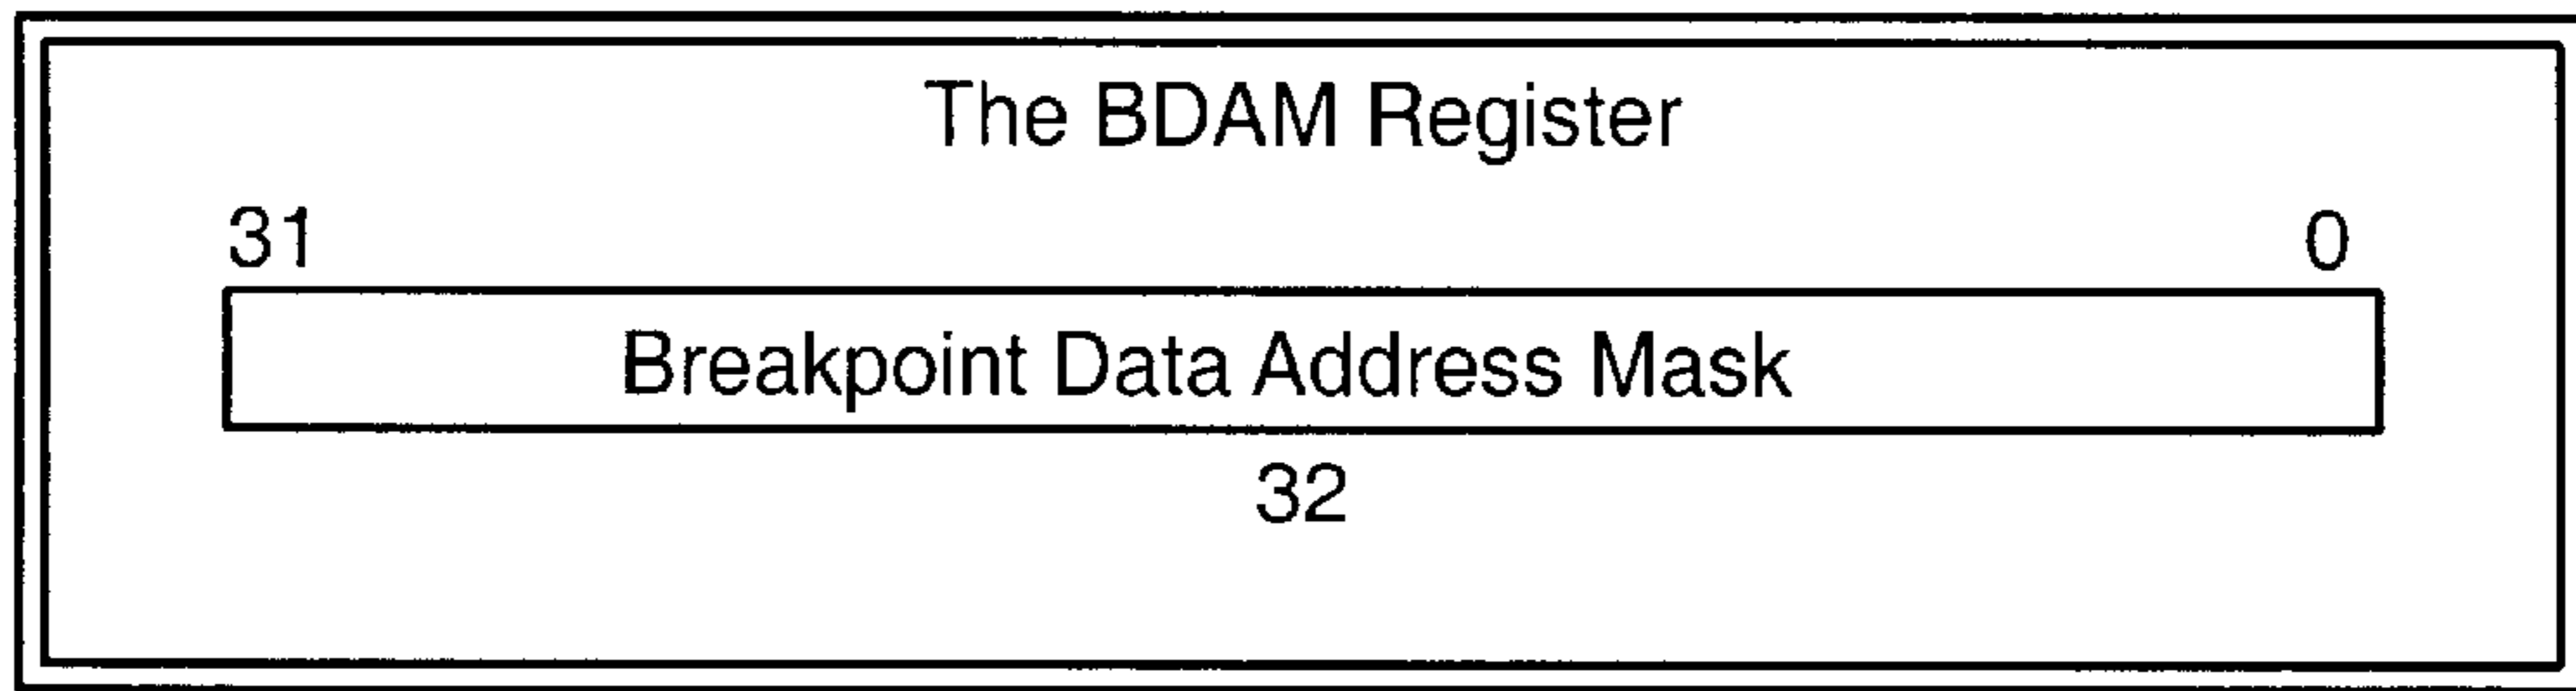 The BDAM Register
31 0
Breakpoint Data Address Mask
32